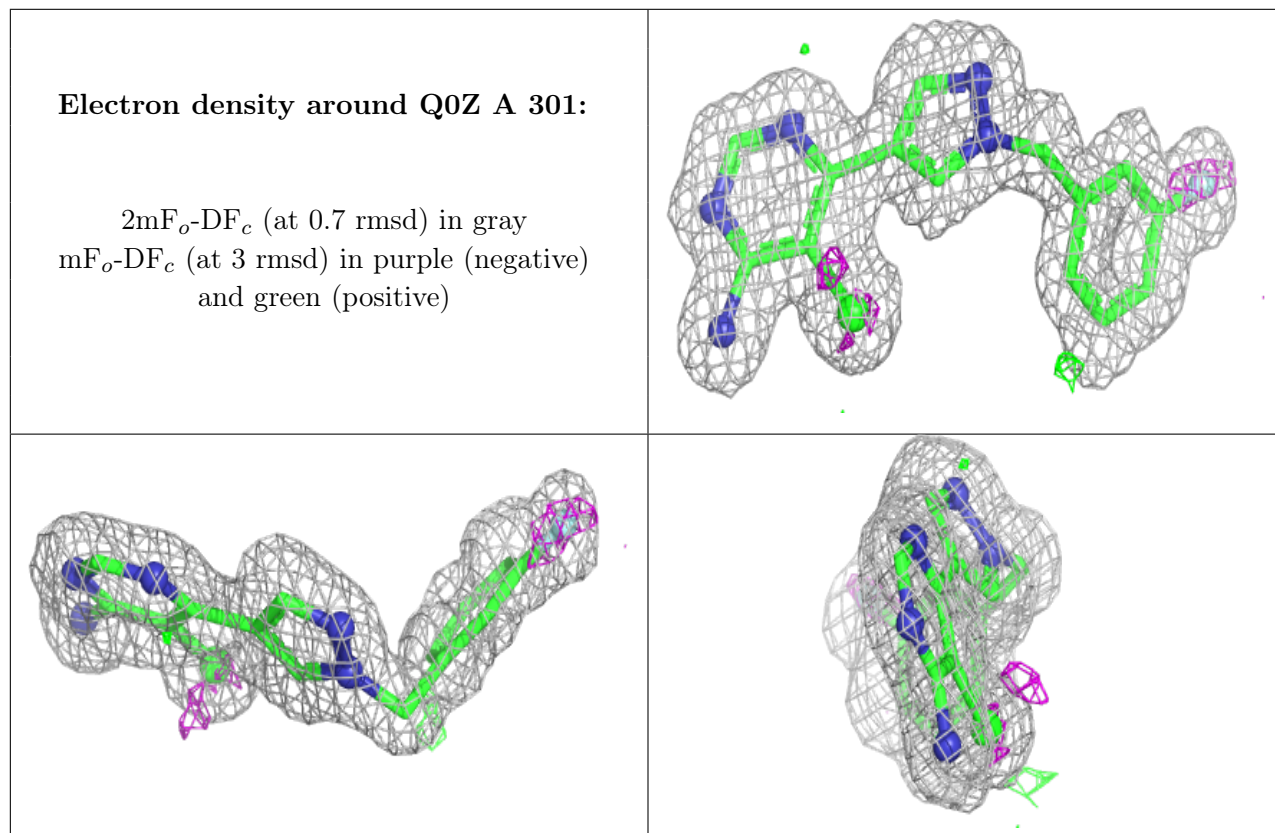 Electron density around Q0Z A 301:
2mFₒ-DF𝒸 (at 0.7 rmsd) in gray
mFₒ-DF𝒸 (at 3 rmsd) in purple (negative)
and green (positive)